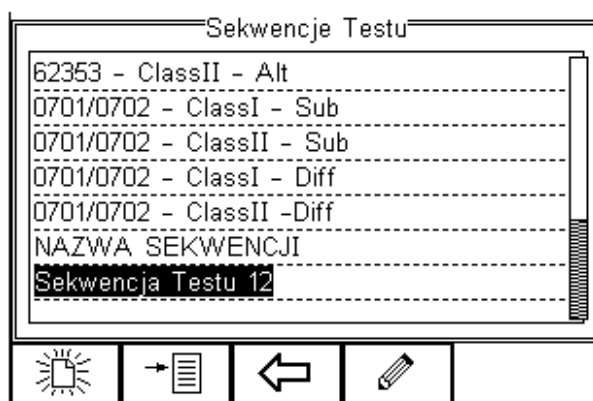 Sekwencje Testu
62353 - ClassII - Alt
0701/0702 - ClassI - Sub
0701/0702 - ClassII - Sub
0701/0702 - ClassI - Diff
0701/0702 - ClassII -Diff
NAZWA SEKWENCJI
Sekwencja Testu 12